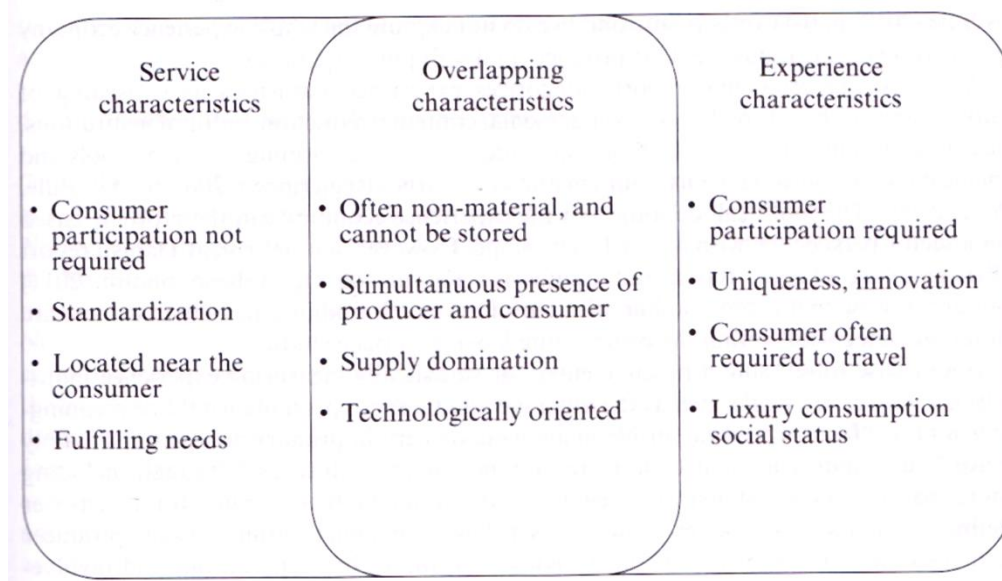 Service
characteristics
• Consumer
participation not
required
• Standardization
• Located near the
consumer
• Fulfilling needs
Overlapping
characteristics
• Often non-material, and
cannot be stored
• Stimultanuous presence of
producer and consumer
• Supply domination
• Technologically oriented
Experience
characteristics
• Consumer
participation required
• Uniqueness, innovation
• Consumer often
required to travel
• Luxury consumption
social status